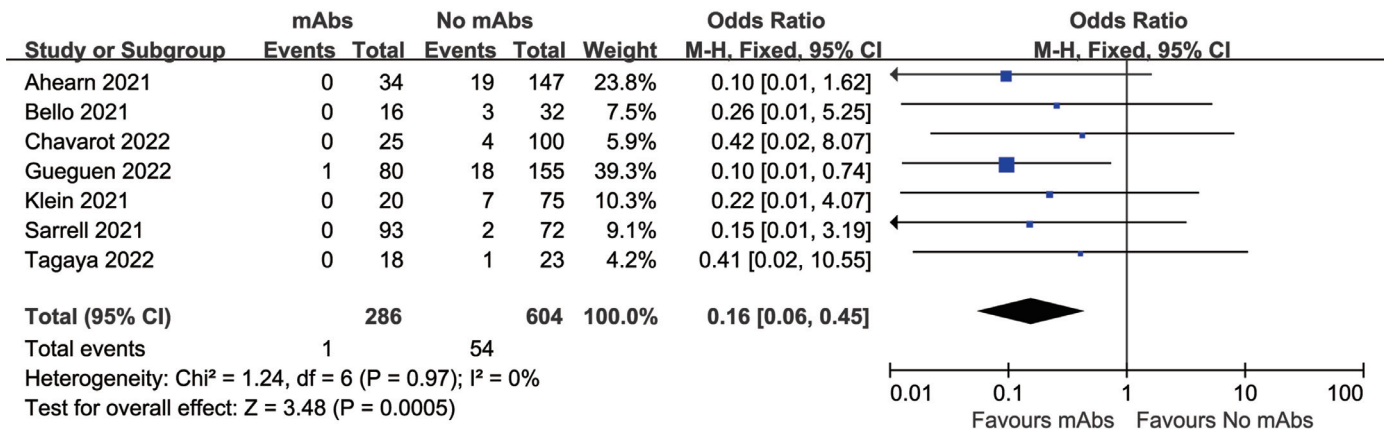 mAbs No mAbs Odds Ratio Odds Ratio
Study or Subgroup Events Total Events Total Weight M-H, Fixed, 95% CI M-H, Fixed, 95% CI
Ahearn 2021 0 34 19 147 23.8% 0.10 [0.01, 1.62]
Bello 2021 0 16 3 32 7.5% 0.26 [0.01, 5.25]
Chavarot 2022 0 25 4 100 5.9% 0.42 [0.02, 8.07]
Gueguen 2022 1 80 18 155 39.3% 0.10 [0.01, 0.74]
Klein 2021 0 20 7 75 10.3% 0.22 [0.01, 4.07]
Sarrell 2021 0 93 2 72 9.1% 0.15 [0.01, 3.19]
Tagaya 2022 0 18 1 23 4.2% 0.41 [0.02, 10.55]
Total (95% CI) 286 604 100.0% 0.16 [0.06, 0.45]
Total events 1 54
Heterogeneity: Chi² = 1.24, df = 6 (P = 0.97); I² = 0%
Test for overall effect: Z = 3.48 (P = 0.0005)
0.01 0.1 1 10 100
Favours mAbs Favours No mAbs